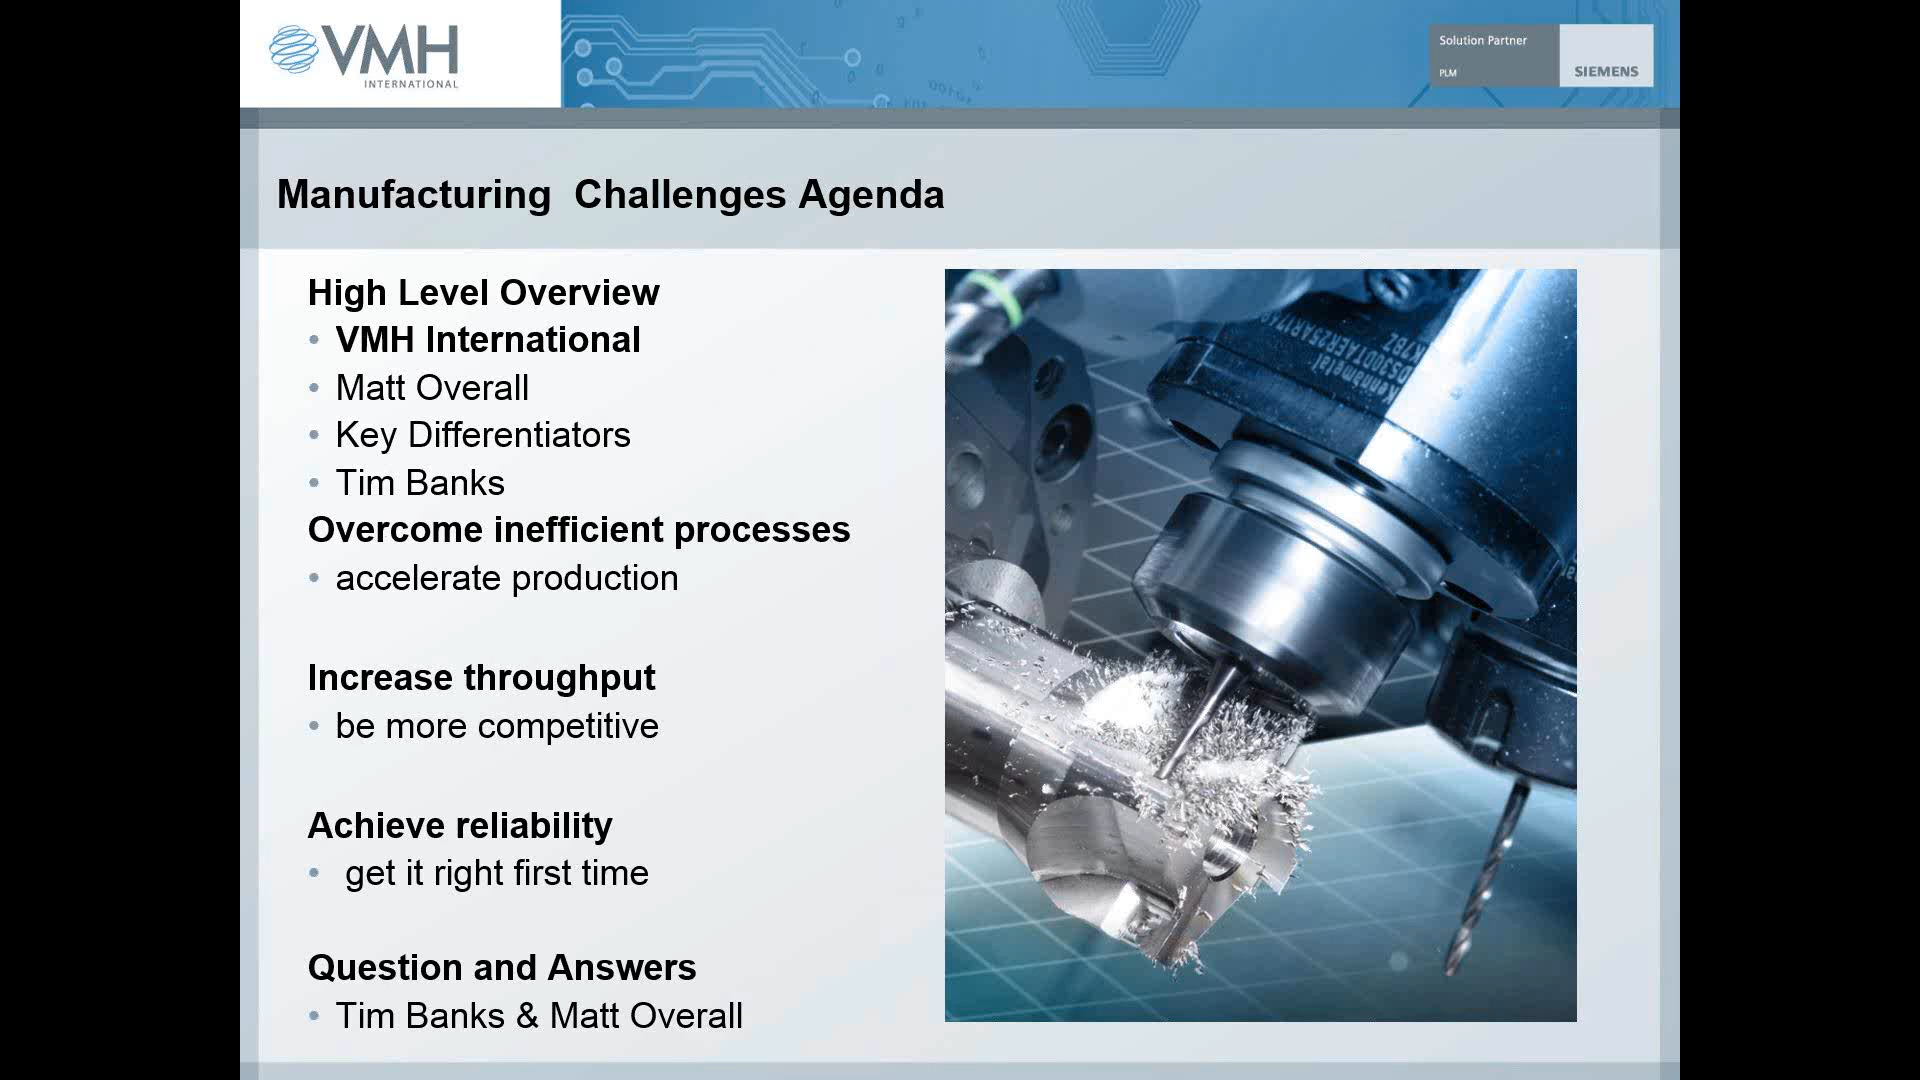 VMH
INTERNATIONAL
Solution Partner
PLM
SIEMENS
Manufacturing  Challenges Agenda
High Level Overview
• VMH International
• Matt Overall
• Key Differentiators
• Tim Banks
Overcome inefficient processes
• accelerate production
Increase throughput
• be more competitive
Achieve reliability
• get it right first time
Question and Answers
• Tim Banks & Matt Overall
Kennametal